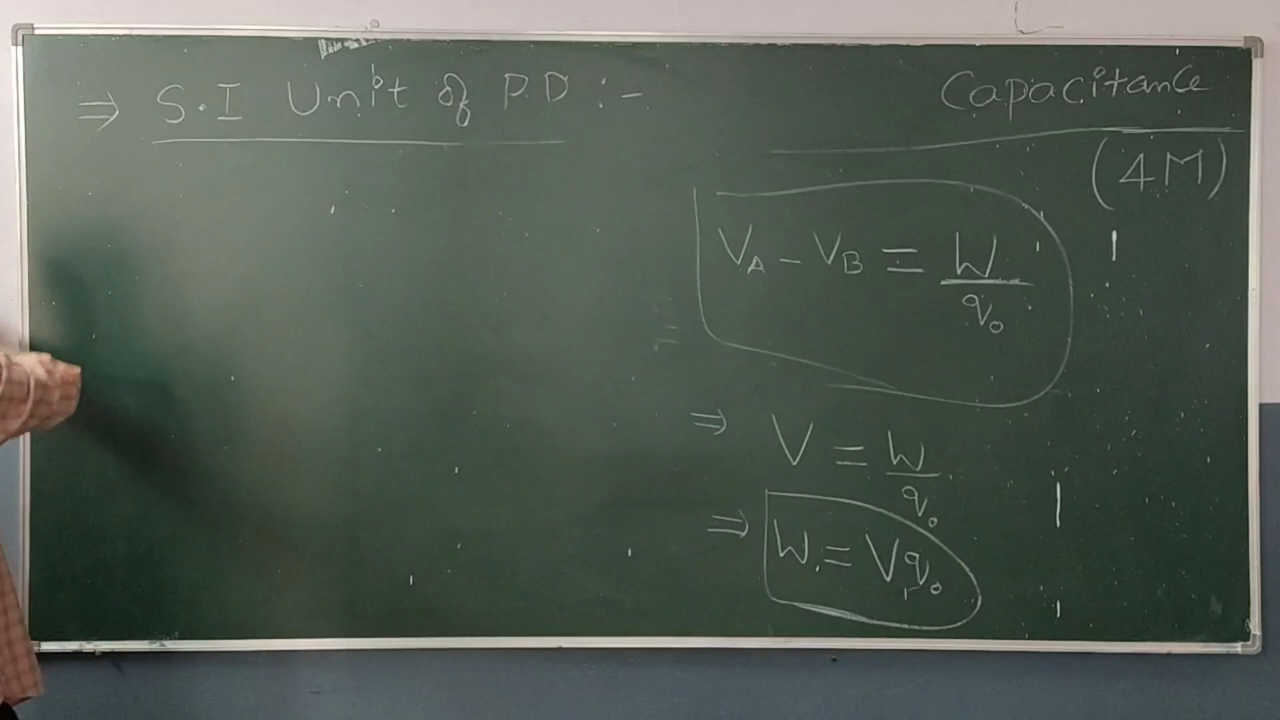 ⇒ S.I Unit of P.D :-
Capacitance
(4M)
V_A - V_B = W/q₀
⇒ V = W/q₀
⇒ W = Vq₀